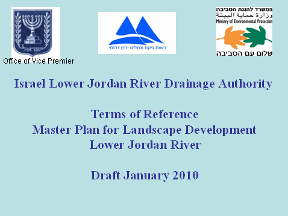 המשרד להגנת הסביבה
وزارة حماية البيئة
Ministry of Environmental Protection
שלום עם הסביבה
Office of Vice Premier
Israel Lower Jordan River Drainage Authority
Terms of Reference
Master Plan for Landscape Development
Lower Jordan River
Draft January 2010